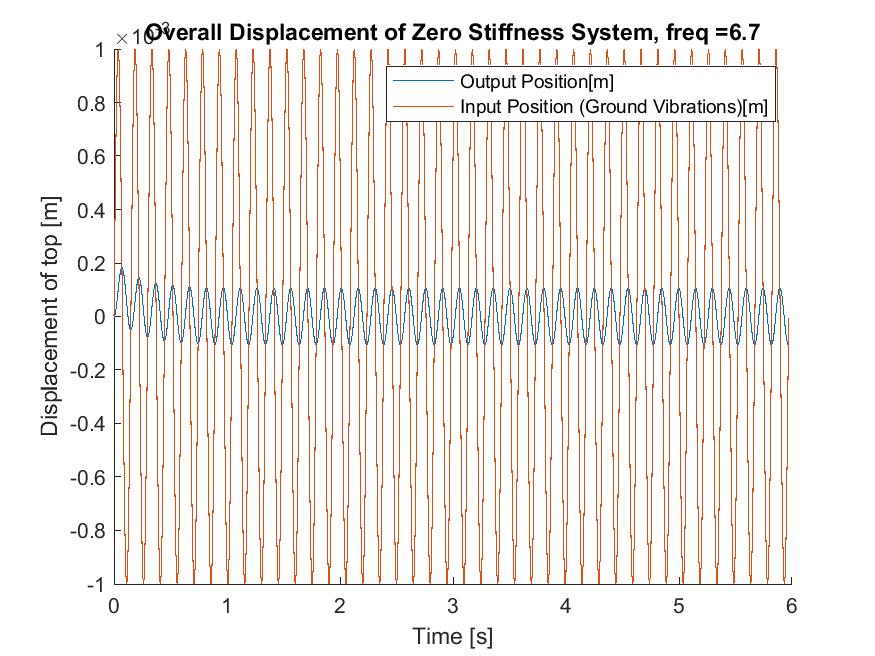 ×10-3
Overall Displacement of Zero Stiffness System, freq =6.7
1
Output Position[m]
Input Position (Ground Vibrations)[m]
0.8
0.6
0.4
0.2
0
-0.2
-0.4
-0.6
-0.8
-1
Displacement of top [m]
0 1 2 3 4 5 6
Time [s]